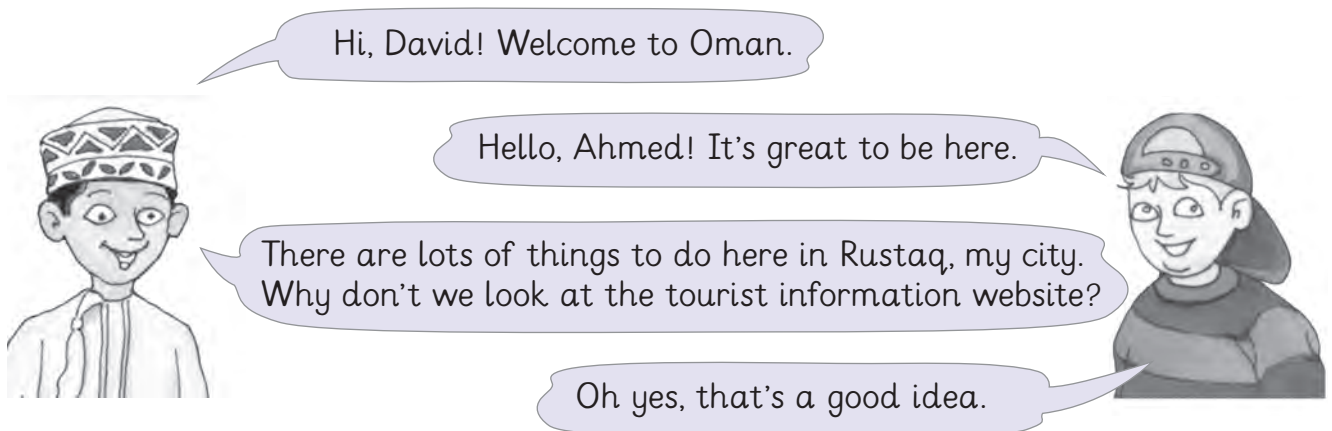 Hi, David! Welcome to Oman.
Hello, Ahmed! It’s great to be here.
There are lots of things to do here in Rustaq, my city.
Why don’t we look at the tourist information website?
Oh yes, that’s a good idea.